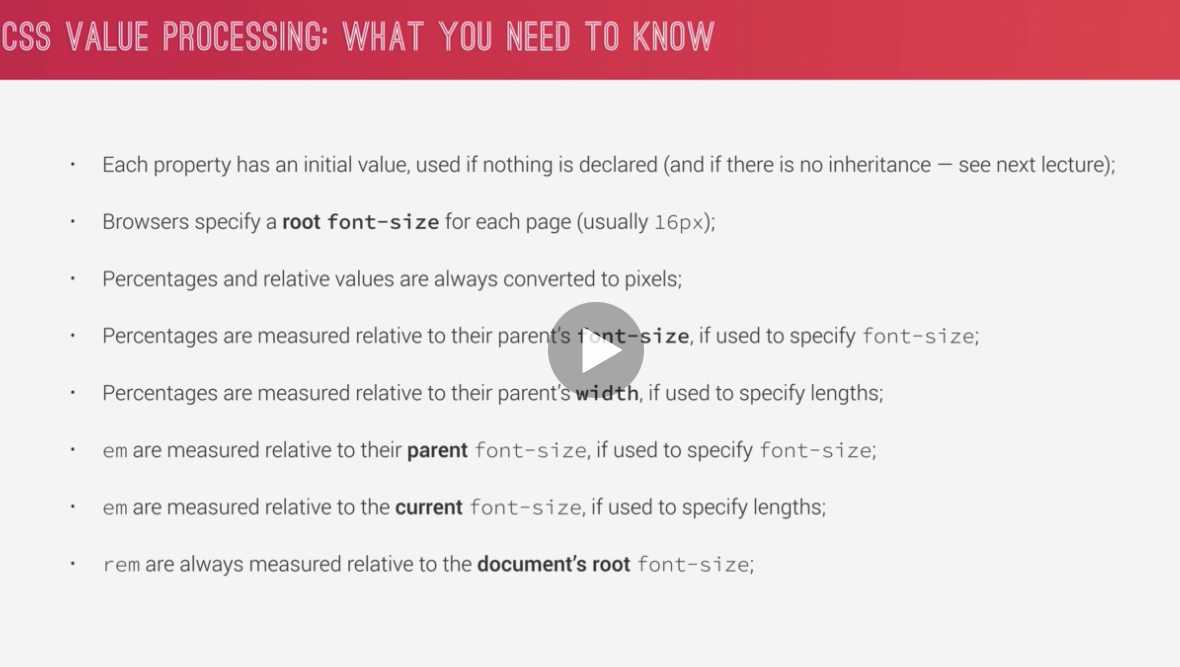 CSS VALUE PROCESSING: WHAT YOU NEED TO KNOW
• Each property has an initial value, used if nothing is declared (and if there is no inheritance — see next lecture);
• Browsers specify a root font-size for each page (usually 16px);
• Percentages and relative values are always converted to pixels;
• Percentages are measured relative to their parent’s font-size, if used to specify font-size;
• Percentages are measured relative to their parent’s width, if used to specify lengths;
• em are measured relative to their parent font-size, if used to specify font-size;
• em are measured relative to the current font-size, if used to specify lengths;
• rem are always measured relative to the document’s root font-size;